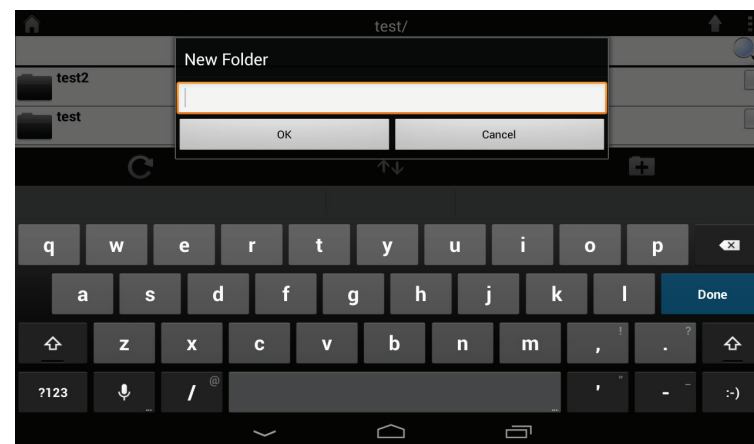 test/
New Folder
test2
test
OK Cancel
q w e r t y u i o p
a s d f g h j k l Done
z x c v b n m , ! . ?
?123 / @ ' " - _ :-)